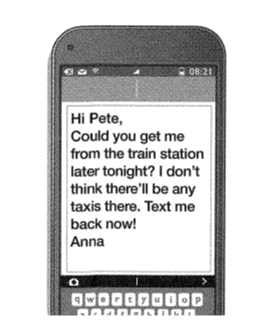 08:21
Hi Pete,
Could you get me
from the train station
later tonight? I don't
think there'll be any
taxis there. Text me
back now!
Anna
q w e r t y u i o p